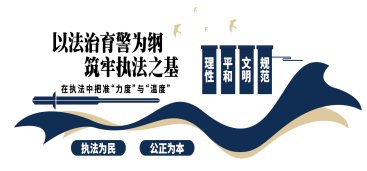 以法治育警为纲
筑牢执法之基
在执法中把准“力度”与“温度”
理性
平和
文明
规范
执法为民
公正为本